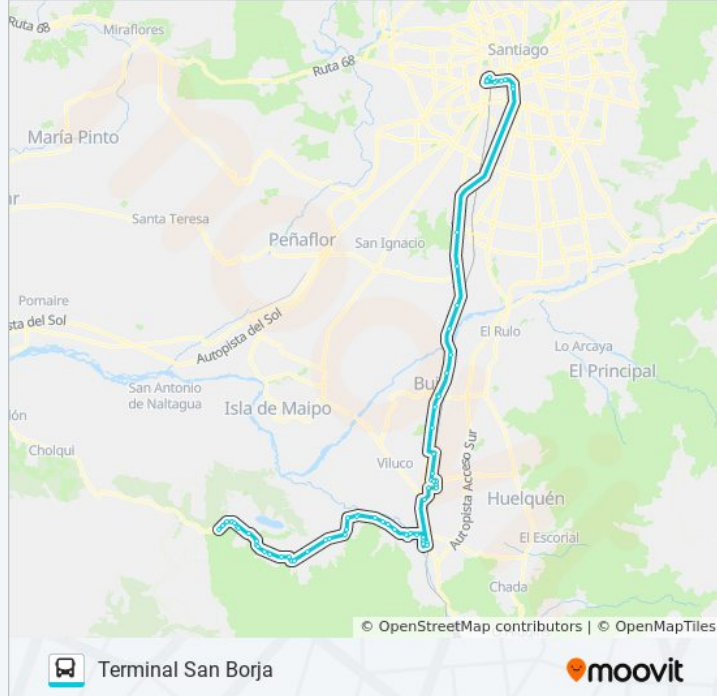 Ruta 68
Miraflores
Santiago
Ruta 68
María Pinto
ar
Santa Teresa
Peñaflor
San Ignacio
Pomaire
sta del Sol
Autopista del Sol
El Rulo
Lo Arcaya
El Principal
San Antonio
de Naltagua
Isla de Maipo
Bui
lón
Cholqui
Viluco
Autopista Acceso Sur
Huelquén
El Escorial
Chada
© OpenStreetMap contributors | © OpenMapTiles
Terminal San Borja
moovit